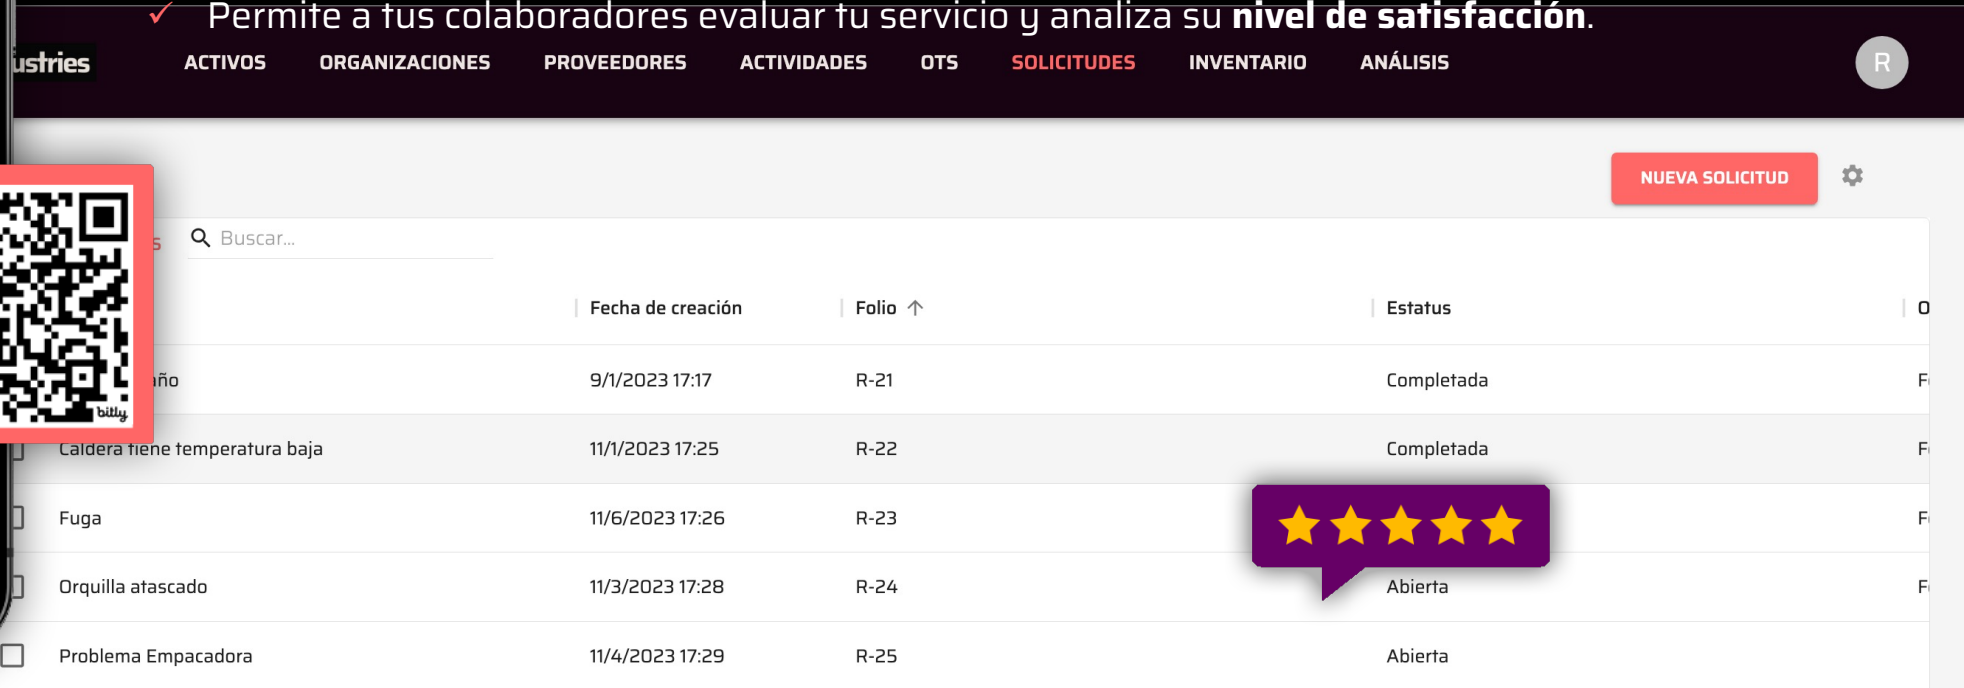 ✓ Permite a tus colaboradores evaluar tu servicio y analiza su nivel de satisfacción.
ustries ACTIVOS ORGANIZACIONES PROVEEDORES ACTIVIDADES OTS SOLICITUDES INVENTARIO ANÁLISIS R
NUEVA SOLICITUD
s Buscar...
Fecha de creación Folio ↑ Estatus O
año 9/1/2023 17:17 R-21 Completada F
bitly
Caldera tiene temperatura baja 11/1/2023 17:25 R-22 Completada F
Fuga 11/6/2023 17:26 R-23 F
Orquilla atascado 11/3/2023 17:28 R-24 Abierta F
Problema Empacadora 11/4/2023 17:29 R-25 Abierta